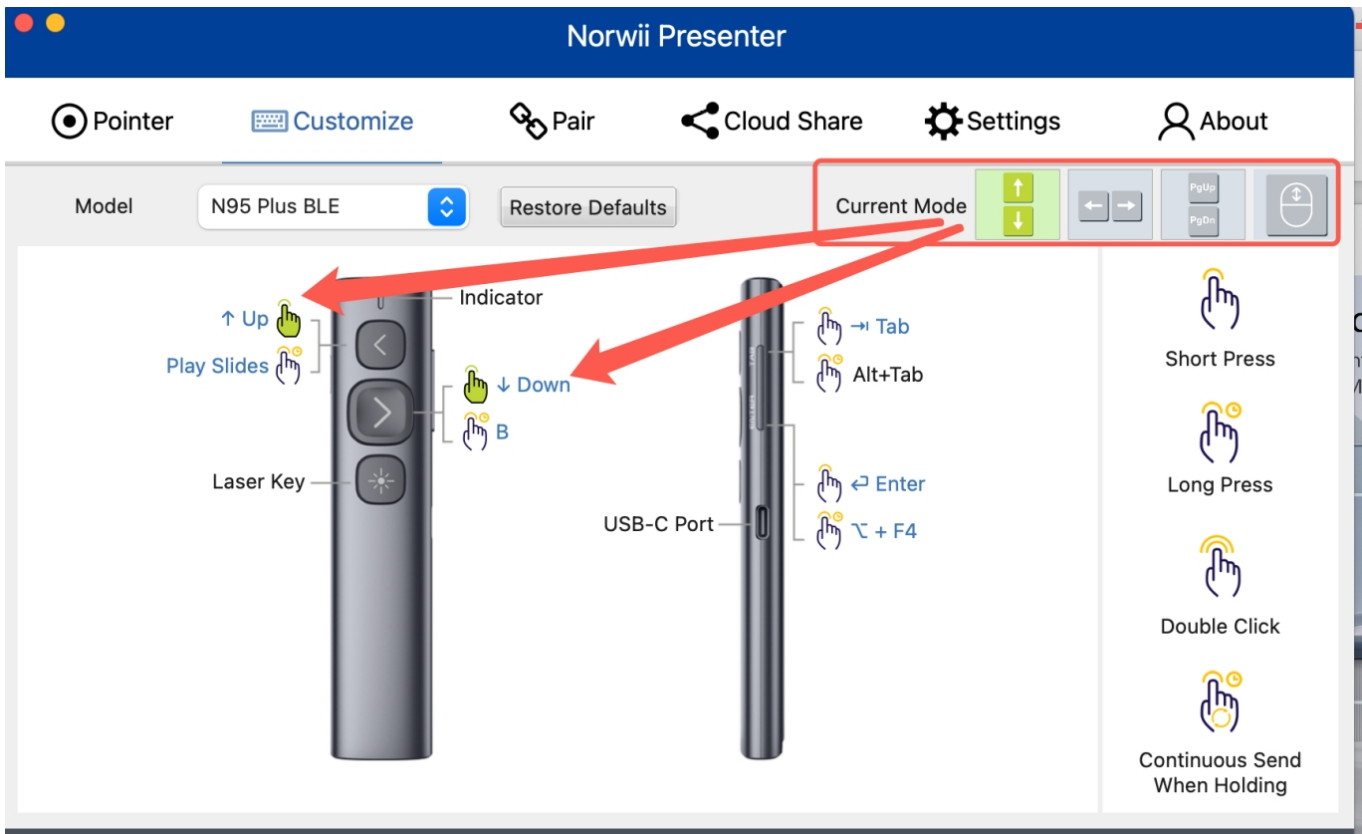 Norwii Presenter
Pointer
Customize
Pair
Cloud Share
Settings
About
Model
N95 Plus BLE
Restore Defaults
Current Mode
↑
↓
← →
PgUp
PgDn
Indicator
↑ Up
Play Slides
↓ Down
B
Laser Key
TAB
⇥ Tab
Alt+Tab
↩ Enter
⌥ + F4
USB-C Port
Short Press
Long Press
Double Click
Continuous Send
When Holding